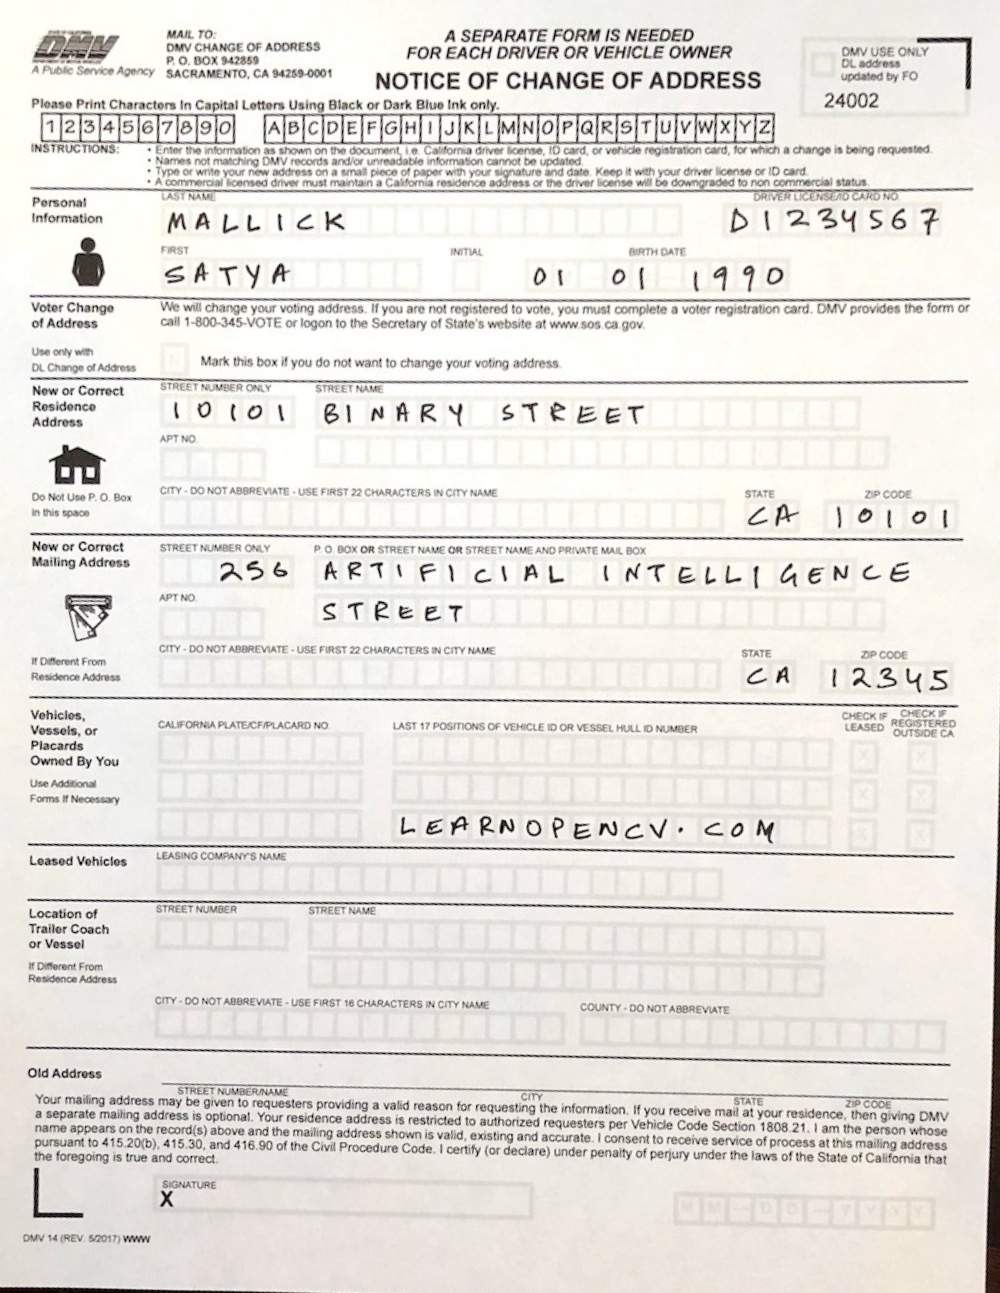 STATE OF CALIFORNIA
DMV
DEPARTMENT OF MOTOR VEHICLES
A Public Service Agency
MAIL TO:
DMV CHANGE OF ADDRESS
P. O. BOX 942859
SACRAMENTO, CA 94259-0001
A SEPARATE FORM IS NEEDED
FOR EACH DRIVER OR VEHICLE OWNER
NOTICE OF CHANGE OF ADDRESS
DMV USE ONLY
DL address
updated by FO
24002
Please Print Characters In Capital Letters Using Black or Dark Blue Ink only.
1 2 3 4 5 6 7 8 9 0 A B C D E F G H I J K L M N O P Q R S T U V W X Y Z
INSTRUCTIONS: • Enter the information as shown on the document, i.e. California driver license, ID card, or vehicle registration card, for which a change is being requested.
• Names not matching DMV records and/or unreadable information cannot be updated.
• Type or write your new address on a small piece of paper with your signature and date. Keep it with your driver license or ID card.
• A commercial licensed driver must maintain a California residence address or the driver license will be downgraded to non commercial status.
Personal
Information
LAST NAME
DRIVER LICENSE/ID CARD NO.
MALLICK
D1234567
FIRST
INITIAL
BIRTH DATE
SATYA
01 01 1990
Voter Change
of Address
We will change your voting address. If you are not registered to vote, you must complete a voter registration card. DMV provides the form or
call 1-800-345-VOTE or logon to the Secretary of State's website at www.sos.ca.gov.
Use only with
DL Change of Address
N
Mark this box if you do not want to change your voting address.
New or Correct
Residence
Address
STREET NUMBER ONLY
STREET NAME
10101
BINARY STREET
APT NO.
Do Not Use P. O. Box
in this space
CITY - DO NOT ABBREVIATE - USE FIRST 22 CHARACTERS IN CITY NAME
STATE
ZIP CODE
CA
10101
New or Correct
Mailing Address
STREET NUMBER ONLY
P. O. BOX OR STREET NAME OR STREET NAME AND PRIVATE MAIL BOX
256
ARTIFICIAL INTELLIGENCE
APT NO.
STREET
If Different From
Residence Address
CITY - DO NOT ABBREVIATE - USE FIRST 22 CHARACTERS IN CITY NAME
STATE
ZIP CODE
CA
12345
Vehicles,
Vessels, or
Placards
Owned By You
CALIFORNIA PLATE/CF/PLACARD NO.
LAST 17 POSITIONS OF VEHICLE ID OR VESSEL HULL ID NUMBER
CHECK IF
LEASED
CHECK IF
REGISTERED
OUTSIDE CA
X X
Use Additional
Forms If Necessary
X X
LEARNOPENCV.COM
X X
Leased Vehicles
LEASING COMPANY'S NAME
Location of
Trailer Coach
or Vessel
STREET NUMBER
STREET NAME
If Different From
Residence Address
CITY - DO NOT ABBREVIATE - USE FIRST 16 CHARACTERS IN CITY NAME
COUNTY - DO NOT ABBREVIATE
Old Address
STREET NUMBER/NAME
CITY
STATE
ZIP CODE
Your mailing address may be given to requesters providing a valid reason for requesting the information. If you receive mail at your residence, then giving DMV
a separate mailing address is optional. Your residence address is restricted to authorized requesters per Vehicle Code Section 1808.21. I am the person whose
name appears on the record(s) above and the mailing address shown is valid, existing and accurate. I consent to receive service of process at this mailing address
pursuant to 415.20(b), 415.30, and 416.90 of the Civil Procedure Code. I certify (or declare) under penalty of perjury under the laws of the State of California that
the foregoing is true and correct.
SIGNATURE
X
M M - D D - Y Y Y Y
DMV 14 (REV. 5/2017) WWW